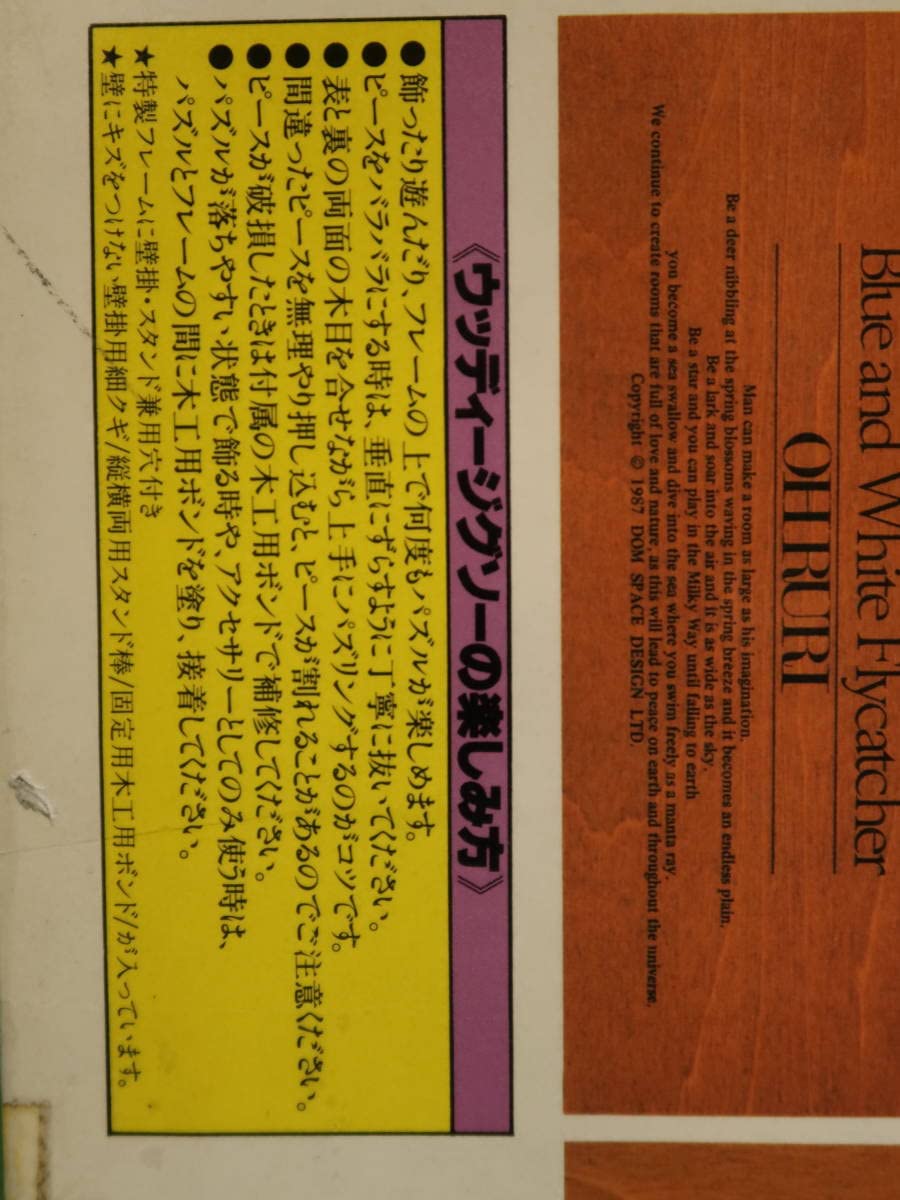 Blue and White Flycatcher
OHRURI
Man can make a room as large as his imagination.
Be a deer nibbling at the spring blossoms waving in the spring breeze and it becomes an endless plain.
Be a lark and soar into the air and it is as wide as the sky.
Be a star and you can play in the Milky Way until falling to earth
you become a sea swallow and dive into the sea where you swim freely as a manta ray.
We continue to create rooms that are full of love and nature, as this will lead to peace on earth and throughout the universe.
Copyright © 1987 DOM SPACE DESIGN LTD.
《ウッディージグソーの楽しみ方》
●飾ったり遊んだり、フレームの上で何度もパズルが楽しめます。
●ピースをバラバラにする時は、垂直にずらすように丁寧に抜いてください。
●表と裏の両面の木目を合せながら上手にパズリングするのがコツです。
●間違ったピースを無理やり押し込むと、ピースが割れることがあるのでご注意ください。
●ピースが破損したときは付属の木工用ボンドで補修してください。
●パズルが落ちやすい状態で飾る時や、アクセサリーとしてのみ使う時は、
パズルとフレームの間に木工用ボンドを塗り、接着してください。
★特製フレームに壁掛・スタンド兼用穴付き
★壁にキズをつけない壁掛用細クギ/縦横両用スタンド棒/固定用木工用ボンド/が入っています。